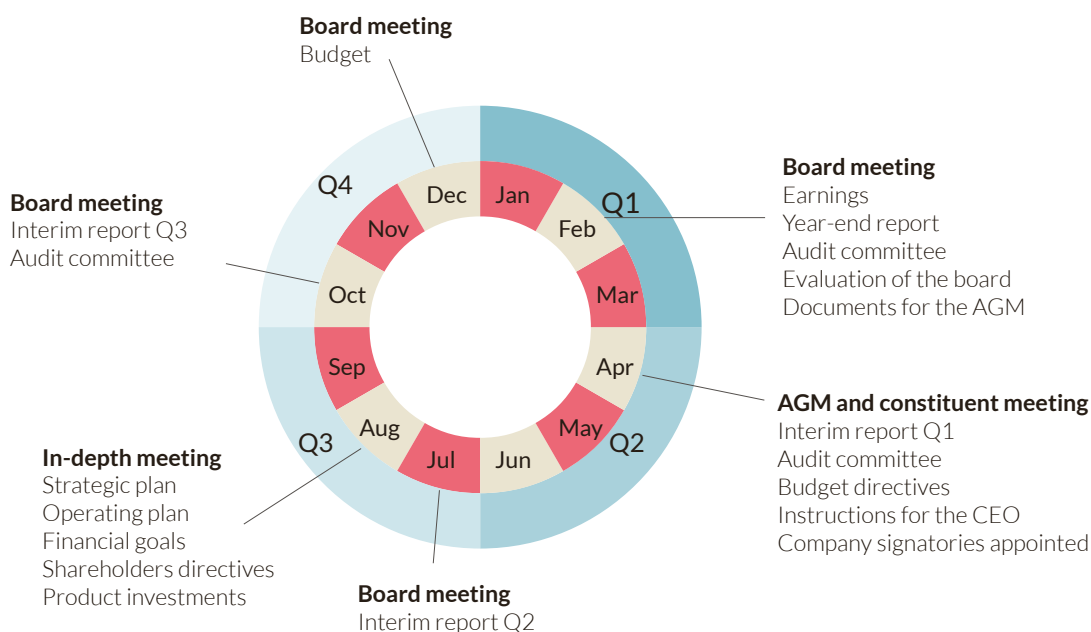 Board meeting
Budget
Board meeting
Earnings
Year-end report
Audit committee
Evaluation of the board
Documents for the AGM
AGM and constituent meeting
Interim report Q1
Audit committee
Budget directives
Instructions for the CEO
Company signatories appointed
Board meeting
Interim report Q2
In-depth meeting
Strategic plan
Operating plan
Financial goals
Shareholders directives
Product investments
Board meeting
Interim report Q3
Audit committee
Q1
Q2
Q3
Q4
Jan
Feb
Mar
Apr
May
Jun
Jul
Aug
Sep
Oct
Nov
Dec